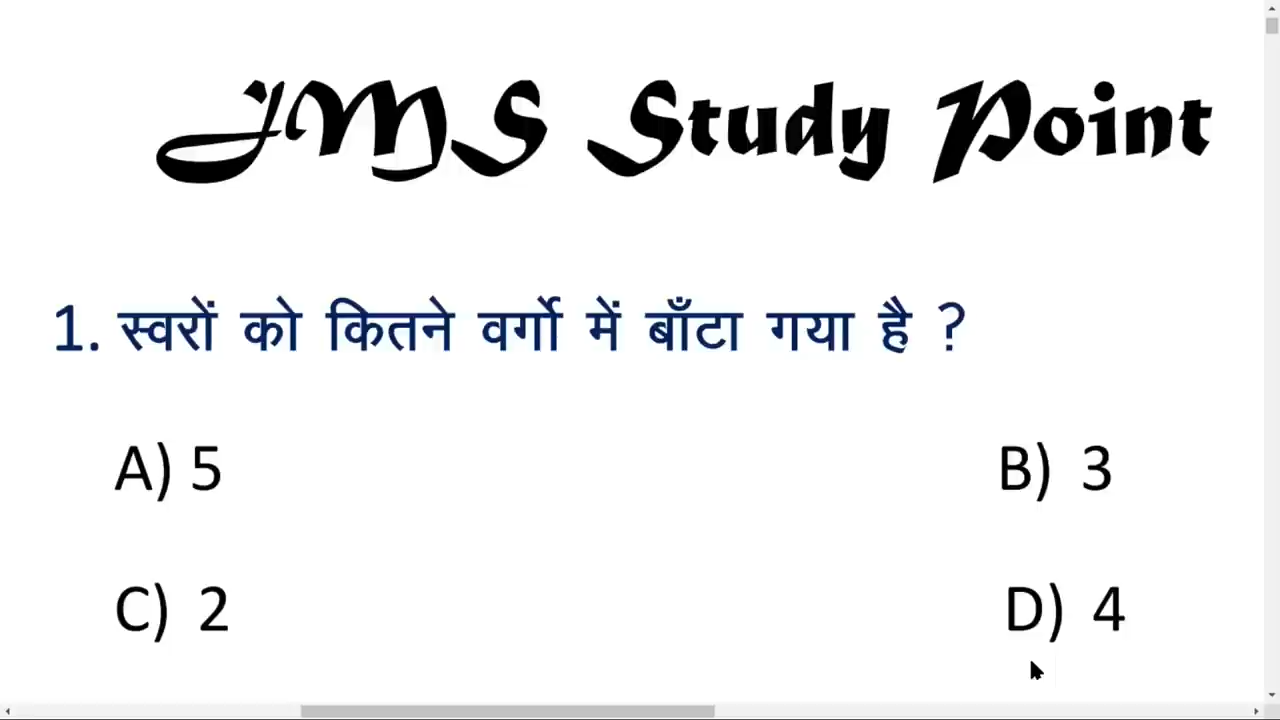 JMS Study Point
1. स्वरों को कितने वर्गो में बाँटा गया है ?
A) 5 B) 3
C) 2 D) 4